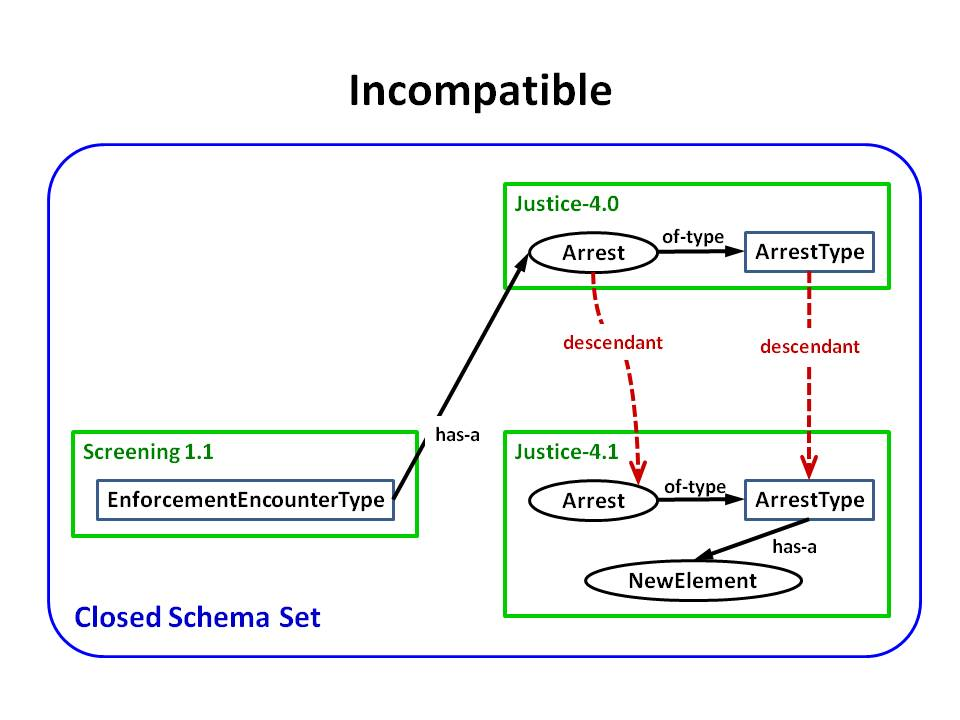 Incompatible
Justice-4.0
Arrest
of-type
ArrestType
descendant
descendant
has-a
Screening 1.1
EnforcementEncounterType
Justice-4.1
Arrest
of-type
ArrestType
has-a
NewElement
Closed Schema Set